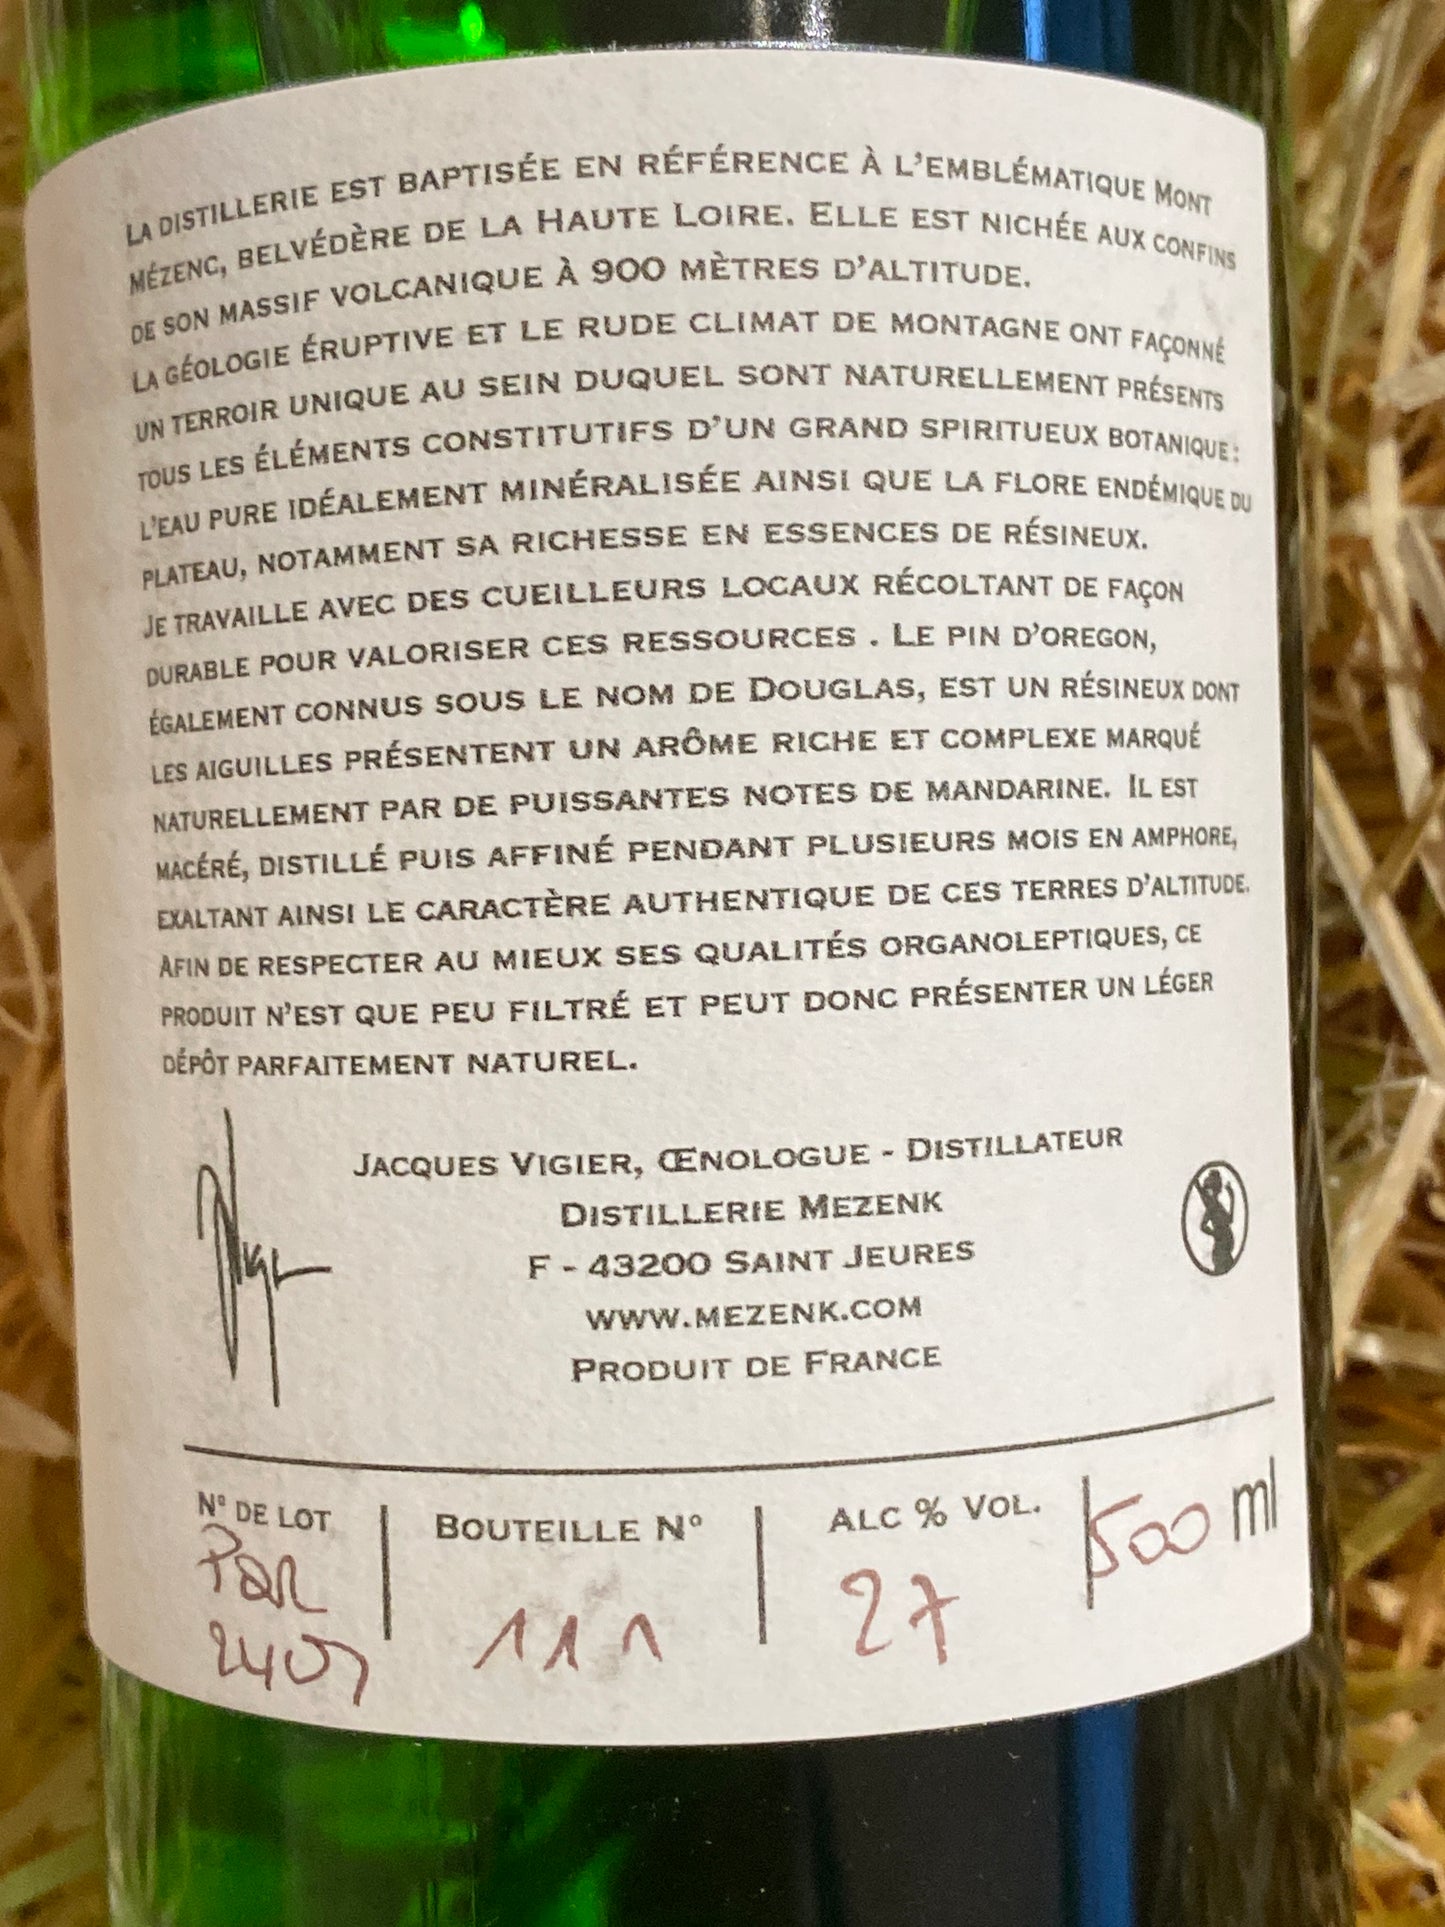 La distillerie est baptisée en référence à l'emblématique Mont
Mézenc, belvédère de la Haute Loire. Elle est nichée aux confins
de son massif volcanique à 900 mètres d'altitude.
La géologie éruptive et le rude climat de montagne ont façonné
un terroir unique au sein duquel sont naturellement présents
tous les éléments constitutifs d'un grand spiritueux botanique :
l'eau pure idéalement minéralisée ainsi que la flore endémique du
plateau, notamment sa richesse en essences de résineux.
Je travaille avec des cueilleurs locaux récoltant de façon
durable pour valoriser ces ressources . Le pin d'oregon,
également connus sous le nom de Douglas, est un résineux dont
les aiguilles présentent un arôme riche et complexe marqué
naturellement par de puissantes notes de mandarine. Il est
macéré, distillé puis affiné pendant plusieurs mois en amphore,
exaltant ainsi le caractère authentique de ces terres d'altitude.
Afin de respecter au mieux ses qualités organoleptiques, ce
produit n'est que peu filtré et peut donc présenter un léger
dépôt parfaitement naturel.
Jacques Vigier, Œnologue - Distillateur
Distillerie Mezenk
F - 43200 Saint Jeures
www.mezenk.com
Produit de France
N° de lot | Bouteille N° | Alc % Vol. | 500 ml
111 27